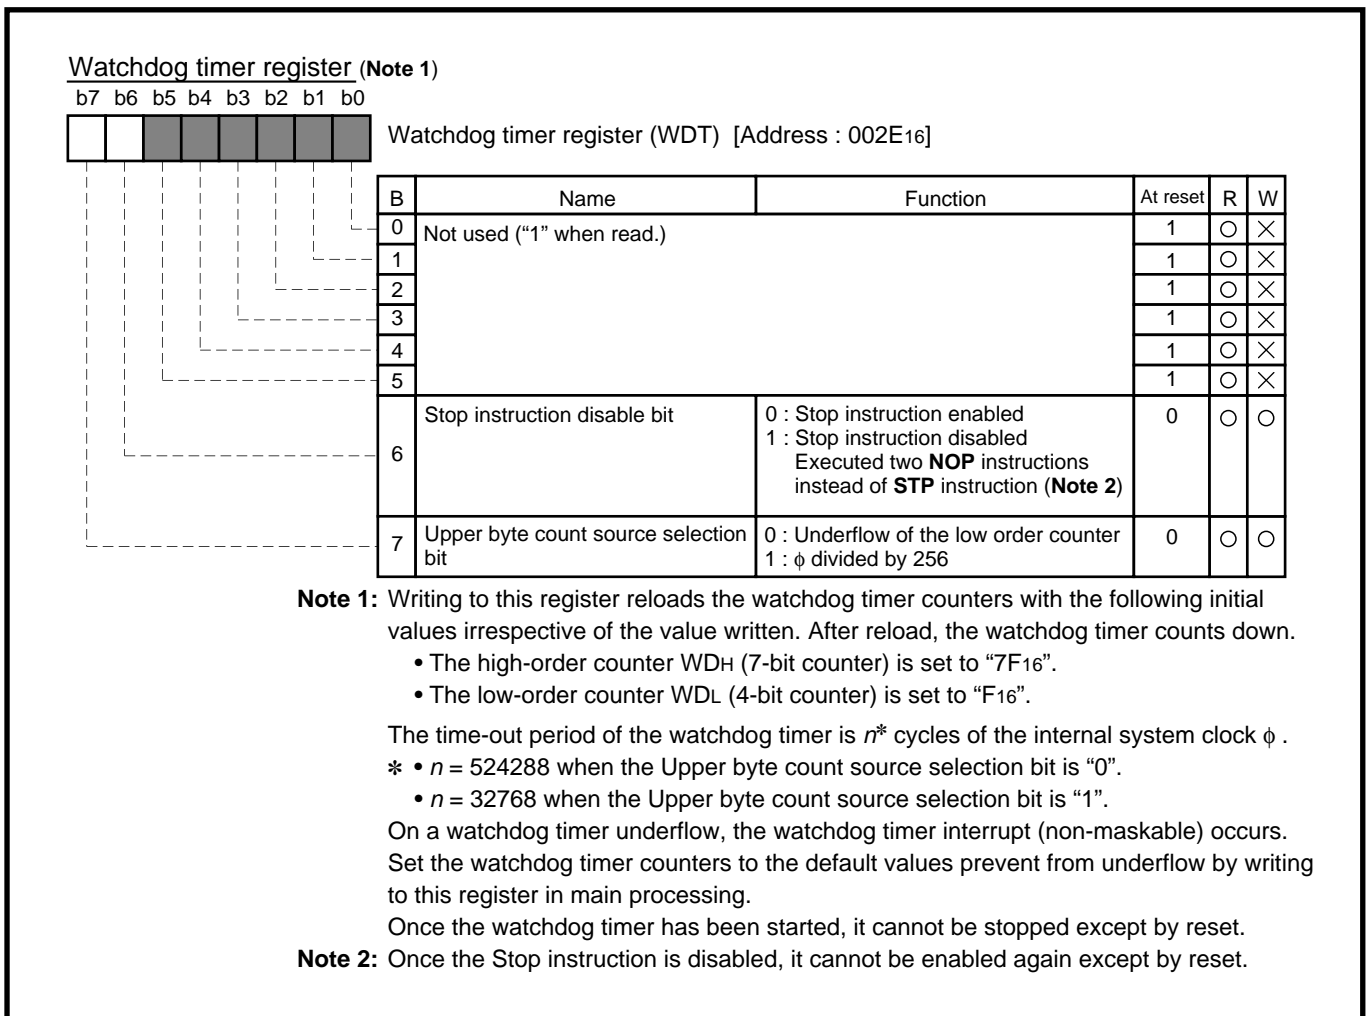 Watchdog timer register (Note 1)
b7 b6 b5 b4 b3 b2 b1 b0
Watchdog timer register (WDT) [Address : 002E16]
B Name Function At reset R W
0 Not used (“1” when read.) 1 ○ ×
1 1 ○ ×
2 1 ○ ×
3 1 ○ ×
4 1 ○ ×
5 1 ○ ×
6 Stop instruction disable bit 0 : Stop instruction enabled 0 ○ ○
1 : Stop instruction disabled
Executed two NOP instructions
instead of STP instruction (Note 2)
7 Upper byte count source selection 0 : Underflow of the low order counter 0 ○ ○
bit 1 : ϕ divided by 256
Note 1: Writing to this register reloads the watchdog timer counters with the following initial
values irrespective of the value written. After reload, the watchdog timer counts down.
• The high-order counter WDH (7-bit counter) is set to “7F16”.
• The low-order counter WDL (4-bit counter) is set to “F16”.
The time-out period of the watchdog timer is n* cycles of the internal system clock ϕ .
* • n = 524288 when the Upper byte count source selection bit is “0”.
• n = 32768 when the Upper byte count source selection bit is “1”.
On a watchdog timer underflow, the watchdog timer interrupt (non-maskable) occurs.
Set the watchdog timer counters to the default values prevent from underflow by writing
to this register in main processing.
Once the watchdog timer has been started, it cannot be stopped except by reset.
Note 2: Once the Stop instruction is disabled, it cannot be enabled again except by reset.